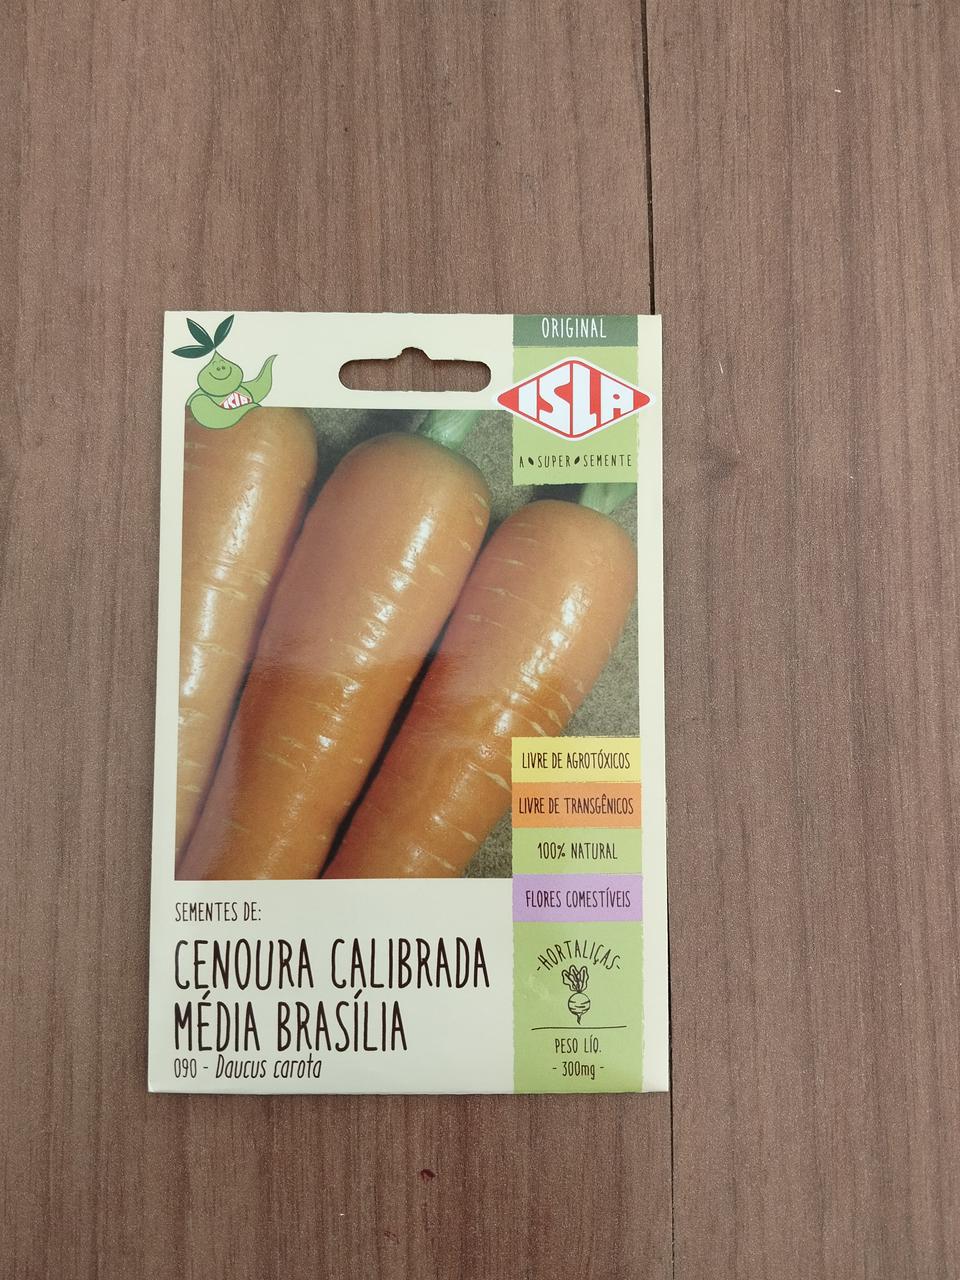 ORIGINAL
ISLA
ISLA
A SUPER SEMENTE
LIVRE DE AGROTÓXICOS
LIVRE DE TRANSGÊNICOS
100% NATURAL
FLORES COMESTÍVEIS
SEMENTES DE:
CENOURA CALIBRADA
MÉDIA BRASÍLIA
090 - Daucus carota
-HORTALIÇAS-
PESO LÍQ.
- 300mg -